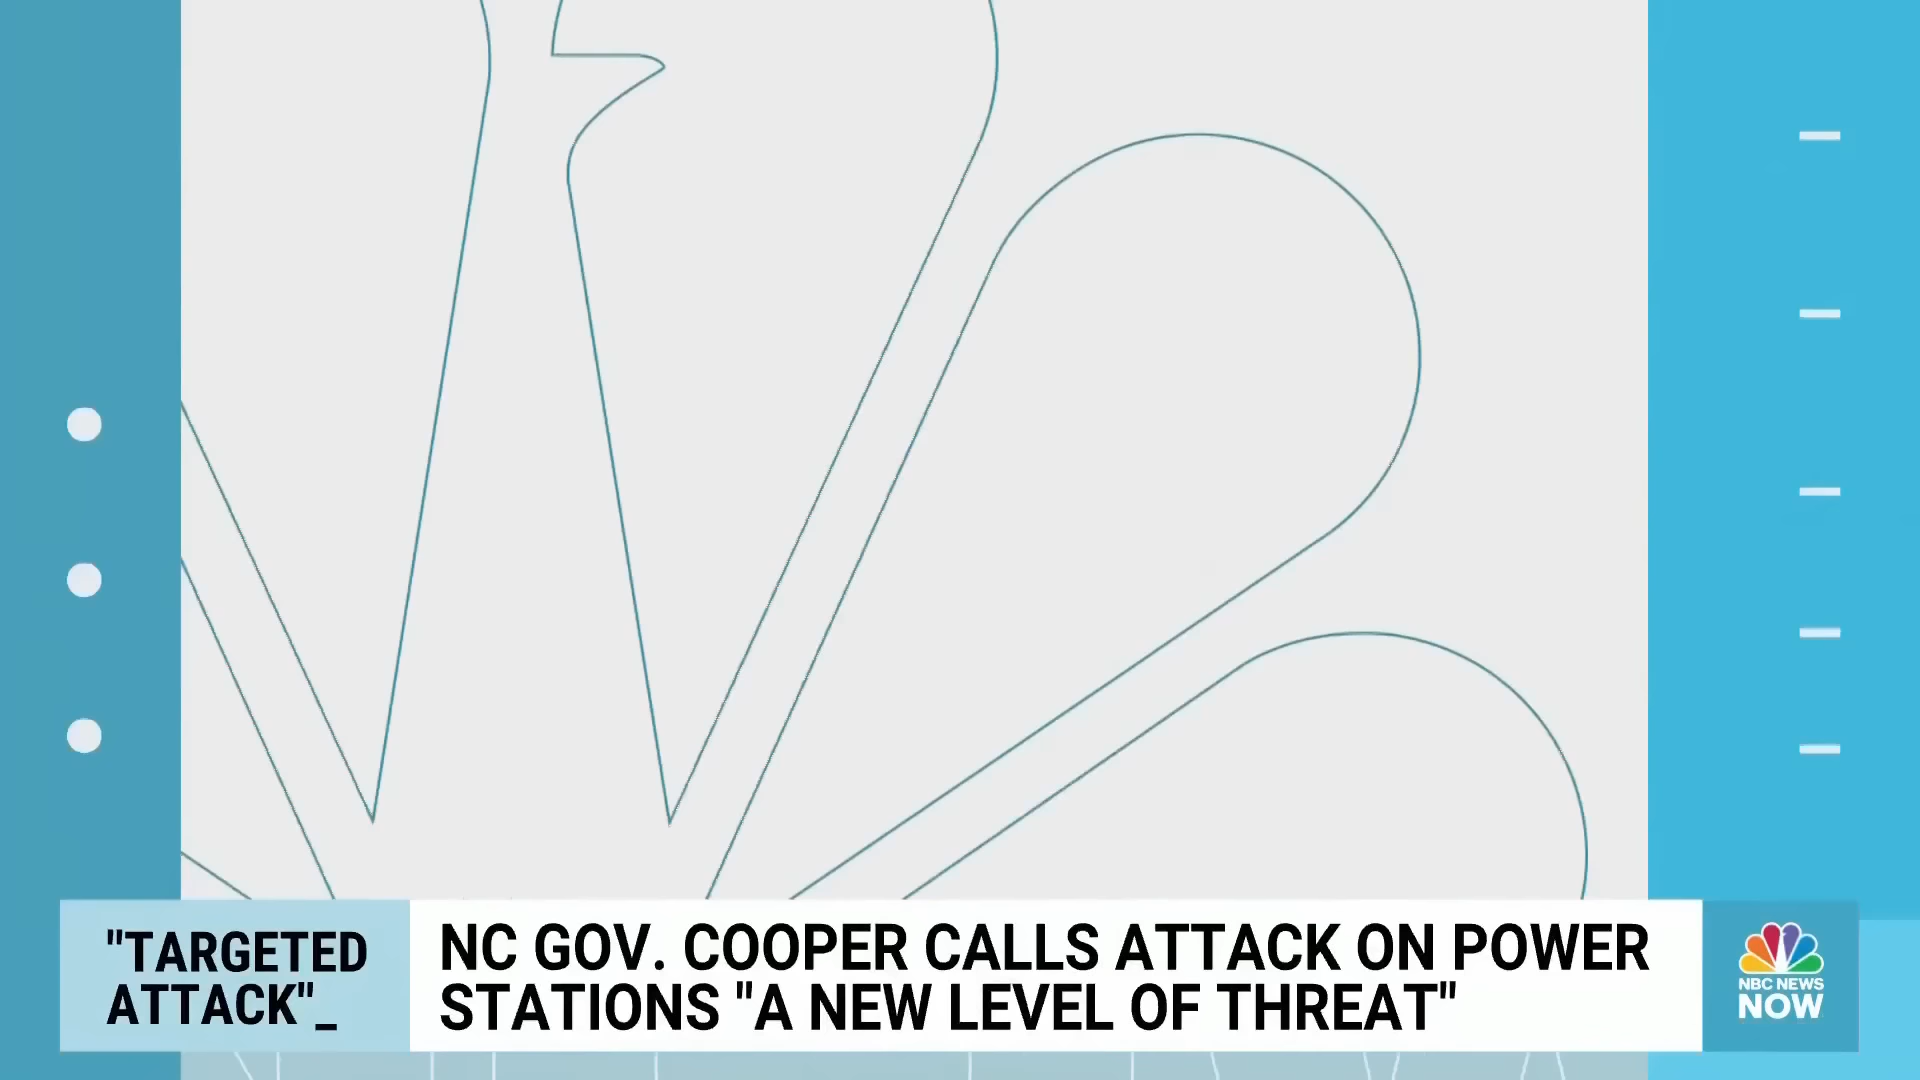 "TARGETED
ATTACK"_
NC GOV. COOPER CALLS ATTACK ON POWER
STATIONS "A NEW LEVEL OF THREAT"
NBC NEWS
NOW